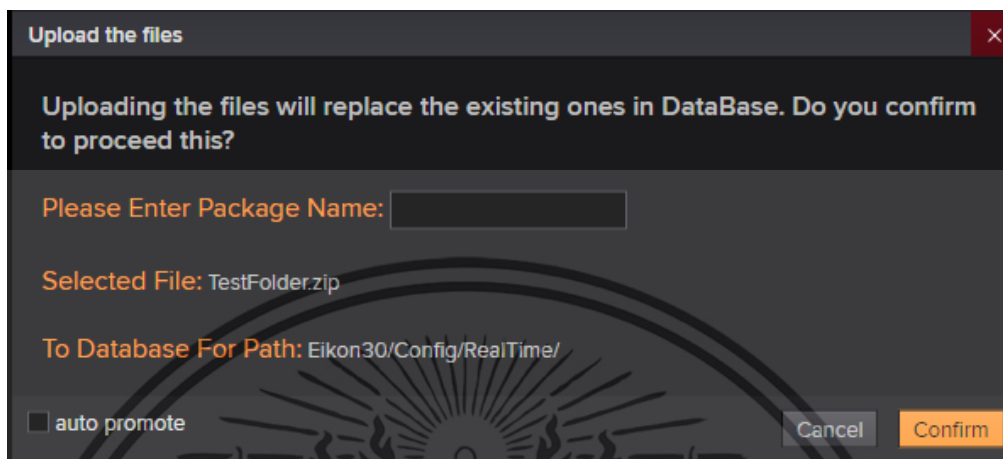 Upload the files
Uploading the files will replace the existing ones in DataBase. Do you confirm
to proceed this?
Please Enter Package Name:
Selected File: TestFolder.zip
To Database For Path: Eikon30/Config/RealTime/
auto promote
Cancel
Confirm